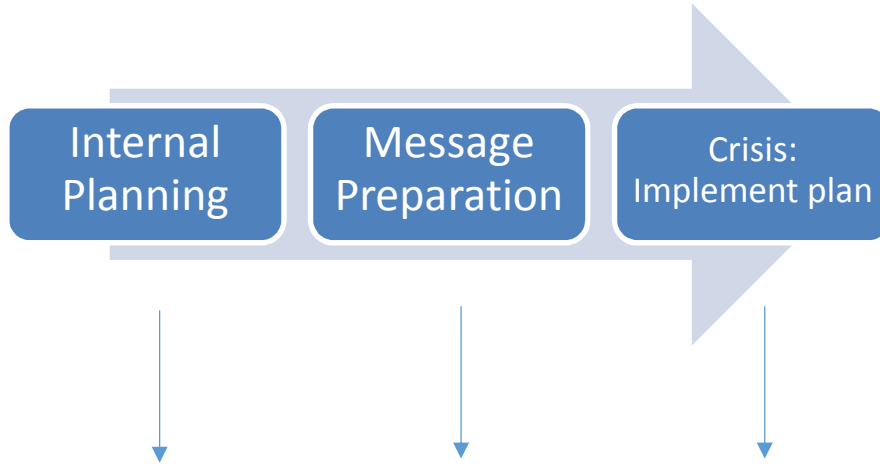 Internal
Planning
Message
Preparation
Crisis:
Implement plan